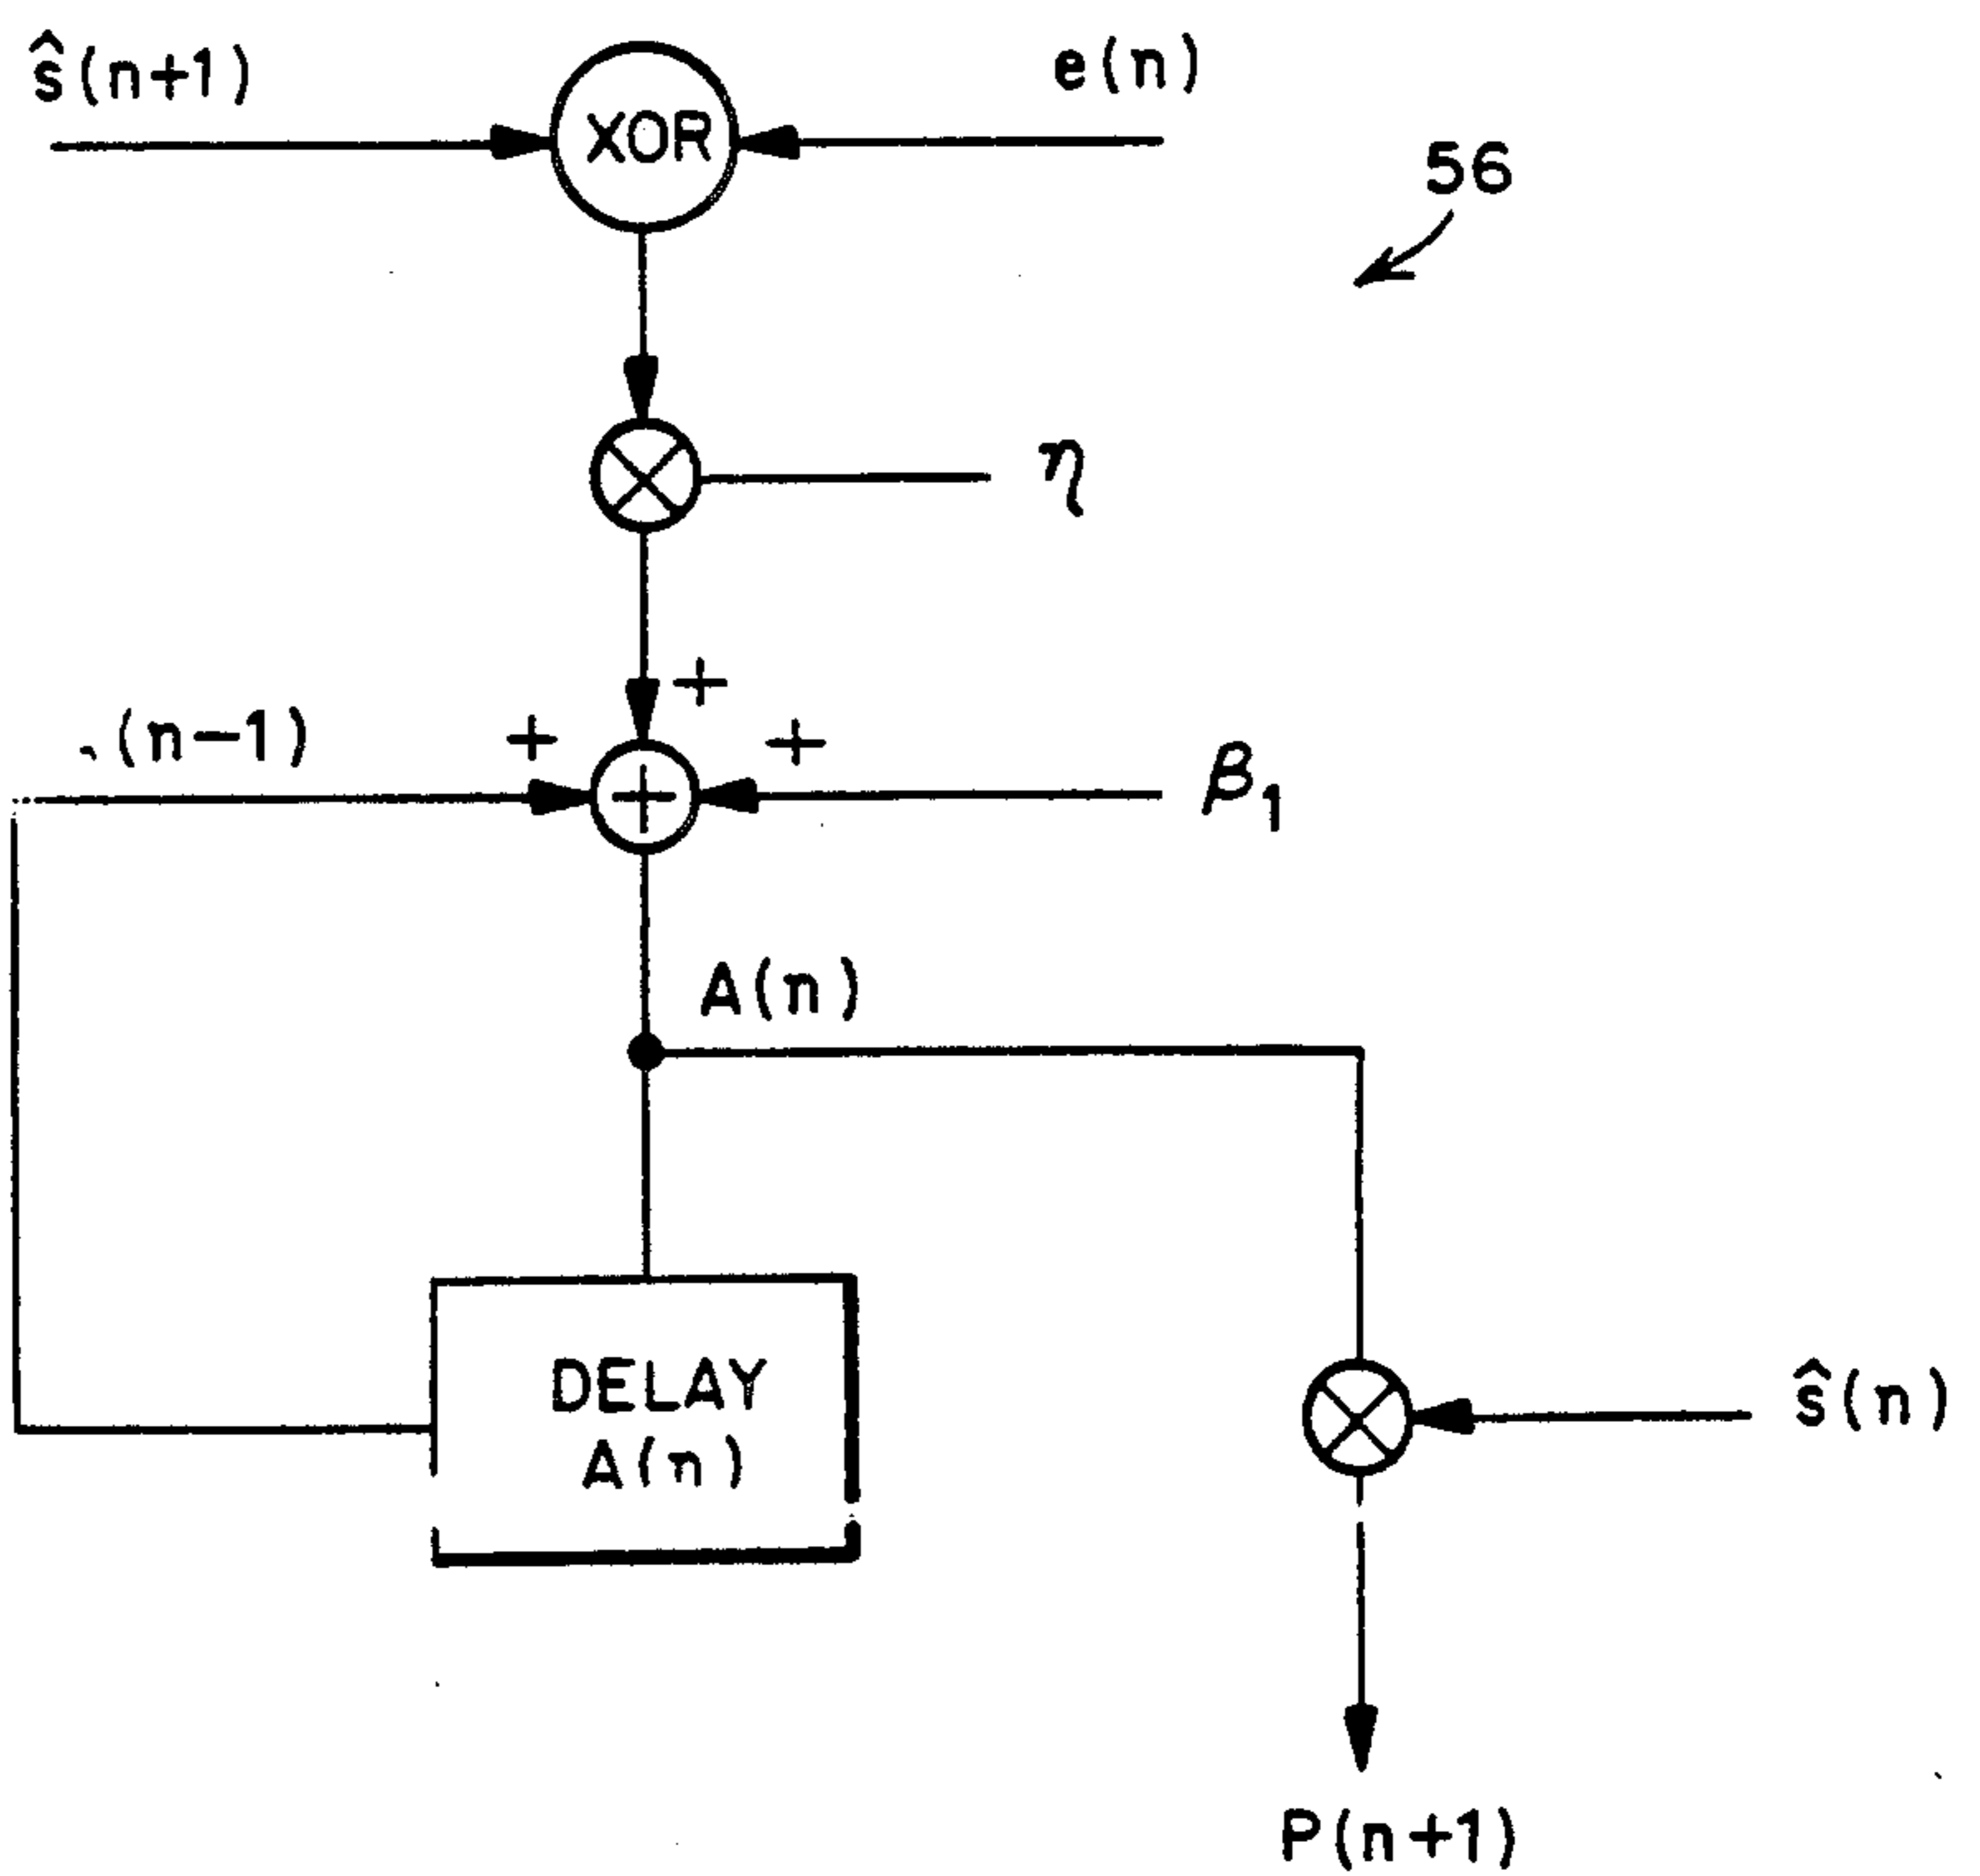 ŝ(n+1)
e(n)
XOR
56
η
+
(n-1)
+
+
β₁
A(n)
DELAY
A(n)
ŝ(n)
P(n+1)